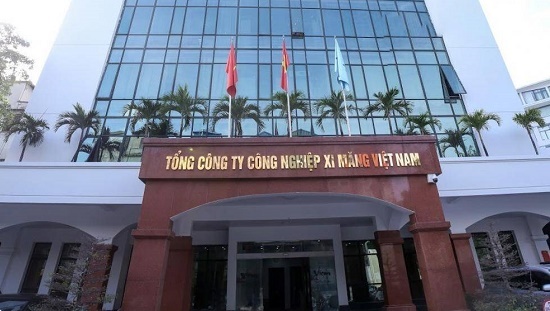 TỔNG CÔNG TY CÔNG NGHIỆP XI MĂNG VIỆT NAM